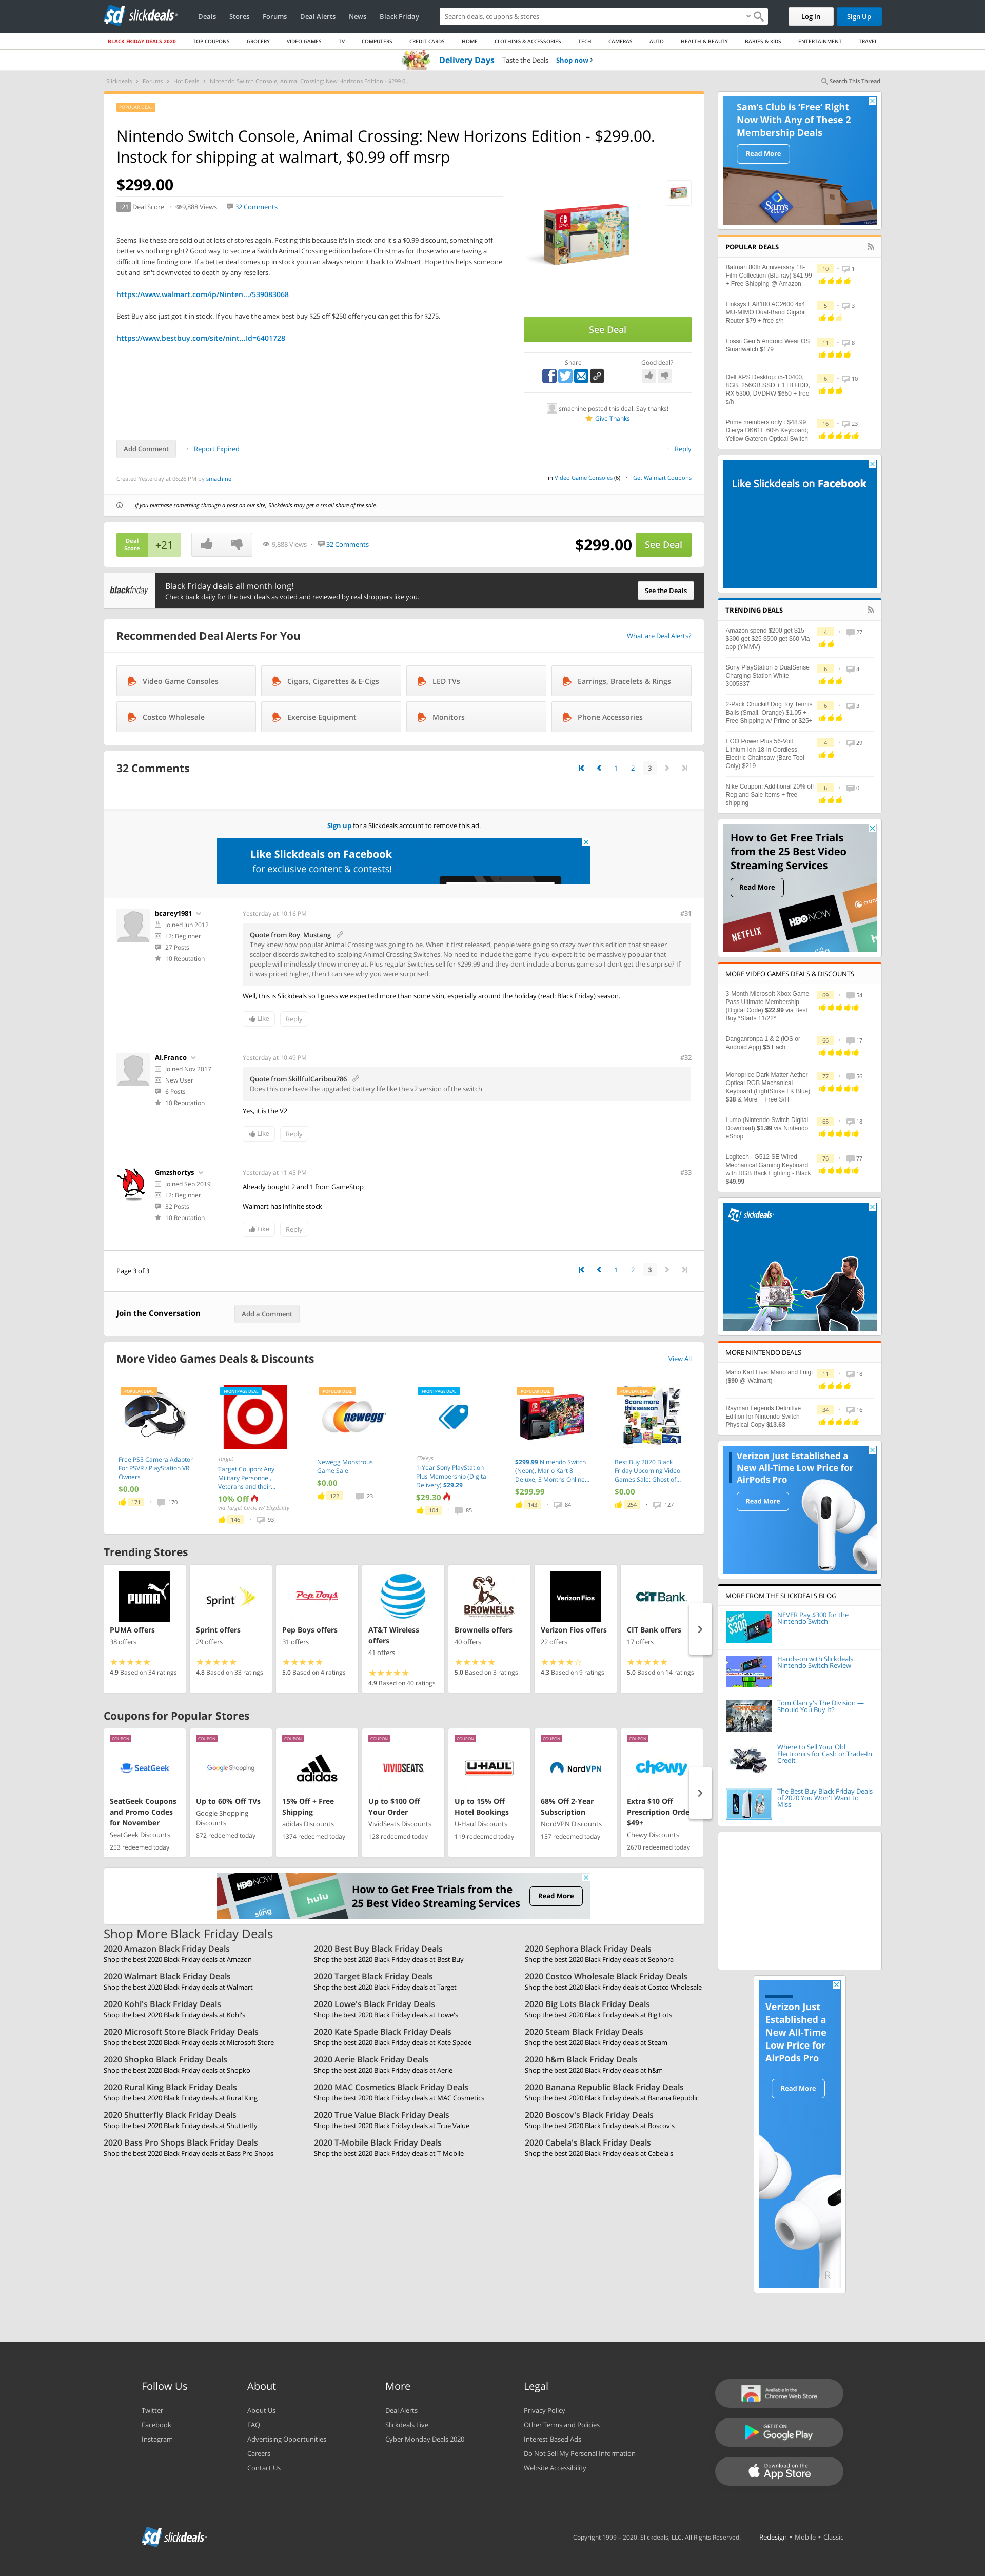 slickdeals
Deals
Stores
Forums
Deal Alerts
News
Black Friday
Search deals, coupons & stores
Log In
Sign Up
BLACK FRIDAY DEALS 2020
TOP COUPONS
GROCERY
VIDEO GAMES
TV
COMPUTERS
CREDIT CARDS
HOME
CLOTHING & ACCESSORIES
TECH
CAMERAS
AUTO
HEALTH & BEAUTY
BABIES & KIDS
ENTERTAINMENT
TRAVEL
Delivery Days Taste the Deals Shop now
Slickdeals > Forums > Hot Deals > Nintendo Switch Console, Animal Crossing: New Horizons Edition - $299.0...
Search This Thread
POPULAR DEAL
Nintendo Switch Console, Animal Crossing: New Horizons Edition - $299.00.
Instock for shipping at walmart, $0.99 off msrp
$299.00
+21 Deal Score 9,888 Views 32 Comments
Seems like these are sold out at lots of stores again. Posting this because it's in stock and it's a $0.99 discount, something off
better vs nothing right? Good way to secure a Switch Animal Crossing edition before Christmas for those who are having a
difficult time finding one. If a better deal comes up in stock you can always return it back to Walmart. Hope this helps someone
out and isn't downvoted to death by any resellers.
https://www.walmart.com/ip/Ninten.../539083068
Best Buy also just got it in stock. If you have the amex best buy $25 off $250 offer you can get this for $275.
https://www.bestbuy.com/site/nint...Id=6401728
See Deal
Share
Good deal?
smachine posted this deal. Say thanks!
Give Thanks
Add Comment
Report Expired
Reply
Created Yesterday at 06:26 PM by smachine
in Video Game Consoles (6)
Get Walmart Coupons
If you purchase something through a post on our site, Slickdeals may get a small share of the sale.
Deal
Score
+21
9,888 Views
32 Comments
$299.00
See Deal
blackfriday
Black Friday deals all month long!
Check back daily for the best deals as voted and reviewed by real shoppers like you.
See the Deals
Recommended Deal Alerts For You
What are Deal Alerts?
Video Game Consoles
Cigars, Cigarettes & E-Cigs
LED TVs
Earrings, Bracelets & Rings
Costco Wholesale
Exercise Equipment
Monitors
Phone Accessories
32 Comments
1 2 3
Sign up for a Slickdeals account to remove this ad.
Like Slickdeals on Facebook
for exclusive content & contests!
bcarey1981
Joined Jun 2012
L2: Beginner
27 Posts
10 Reputation
Yesterday at 10:16 PM
#31
Quote from Roy_Mustang
They knew how popular Animal Crossing was going to be. When it first released, people were going so crazy over this edition that sneaker
scalper discords switched to scalping Animal Crossing Switches. No need to include the game if you expect it to be massively popular that
people will mindlessly throw money at. Plus regular Switches sell for $299.99 and they dont include a bonus game so I dont get the surprise? If
it was priced higher, then I can see why you were surprised.
Well, this is Slickdeals so I guess we expected more than some skin, especially around the holiday (read: Black Friday) season.
Like
Reply
Al.Franco
Joined Nov 2017
New User
6 Posts
10 Reputation
Yesterday at 10:49 PM
#32
Quote from SkillfulCaribou786
Does this one have the upgraded battery life like the v2 version of the switch
Yes, it is the V2
Like
Reply
Gmzshortys
Joined Sep 2019
L2: Beginner
32 Posts
10 Reputation
Yesterday at 11:45 PM
#33
Already bought 2 and 1 from GameStop
Walmart has infinite stock
Like
Reply
Page 3 of 3
1 2 3
Join the Conversation
Add a Comment
More Video Games Deals & Discounts
View All
POPULAR DEAL
Free PS5 Camera Adaptor
For PSVR / PlayStation VR
Owners
$0.00
171 170
FRONTPAGE DEAL
Target
Target Coupon: Any
Military Personnel,
Veterans and their...
10% Off
via Target Circle w/ Eligibility
146 93
POPULAR DEAL
newegg
Newegg Monstrous
Game Sale
$0.00
122 23
FRONTPAGE DEAL
CDKeys
1-Year Sony PlayStation
Plus Membership (Digital
Delivery) $29.29
$29.30
104 85
POPULAR DEAL
$299.99 Nintendo Switch
(Neon), Mario Kart 8
Deluxe, 3 Months Online...
$299.99
143 84
POPULAR DEAL
Score more
this season
Best Buy 2020 Black
Friday Upcoming Video
Games Sale: Ghost of...
$0.00
254 127
Trending Stores
PUMA
PUMA offers
38 offers
4.9 Based on 34 ratings
Sprint
Sprint offers
29 offers
4.8 Based on 33 ratings
Pep Boys
Pep Boys offers
31 offers
5.0 Based on 4 ratings
AT&T Wireless
offers
41 offers
4.9 Based on 40 ratings
BROWNELLS
Brownells offers
40 offers
5.0 Based on 3 ratings
Verizon Fios
Verizon Fios offers
22 offers
4.3 Based on 9 ratings
CIT Bank
CIT Bank offers
17 offers
5.0 Based on 14 ratings
Coupons for Popular Stores
COUPON
SeatGeek
SeatGeek Coupons
and Promo Codes
for November
SeatGeek Discounts
253 redeemed today
COUPON
Google Shopping
Up to 60% Off TVs
Google Shopping
Discounts
872 redeemed today
COUPON
adidas
15% Off + Free
Shipping
adidas Discounts
1374 redeemed today
COUPON
VIVIDSEATS
Up to $100 Off
Your Order
VividSeats Discounts
128 redeemed today
COUPON
U-HAUL
Up to 15% Off
Hotel Bookings
U-Haul Discounts
119 redeemed today
COUPON
NordVPN
68% Off 2-Year
Subscription
NordVPN Discounts
157 redeemed today
COUPON
chewy
Extra $10 Off
Prescription Orde
$49+
Chewy Discounts
2670 redeemed today
HBO NOW
sling
hulu
How to Get Free Trials from the
25 Best Video Streaming Services
Read More
Shop More Black Friday Deals
2020 Amazon Black Friday Deals
Shop the best 2020 Black Friday deals at Amazon
2020 Best Buy Black Friday Deals
Shop the best 2020 Black Friday deals at Best Buy
2020 Sephora Black Friday Deals
Shop the best 2020 Black Friday deals at Sephora
2020 Walmart Black Friday Deals
Shop the best 2020 Black Friday deals at Walmart
2020 Target Black Friday Deals
Shop the best 2020 Black Friday deals at Target
2020 Costco Wholesale Black Friday Deals
Shop the best 2020 Black Friday deals at Costco Wholesale
2020 Kohl's Black Friday Deals
Shop the best 2020 Black Friday deals at Kohl's
2020 Lowe's Black Friday Deals
Shop the best 2020 Black Friday deals at Lowe's
2020 Big Lots Black Friday Deals
Shop the best 2020 Black Friday deals at Big Lots
2020 Microsoft Store Black Friday Deals
Shop the best 2020 Black Friday deals at Microsoft Store
2020 Kate Spade Black Friday Deals
Shop the best 2020 Black Friday deals at Kate Spade
2020 Steam Black Friday Deals
Shop the best 2020 Black Friday deals at Steam
2020 Shopko Black Friday Deals
Shop the best 2020 Black Friday deals at Shopko
2020 Aerie Black Friday Deals
Shop the best 2020 Black Friday deals at Aerie
2020 h&m Black Friday Deals
Shop the best 2020 Black Friday deals at h&m
2020 Rural King Black Friday Deals
Shop the best 2020 Black Friday deals at Rural King
2020 MAC Cosmetics Black Friday Deals
Shop the best 2020 Black Friday deals at MAC Cosmetics
2020 Banana Republic Black Friday Deals
Shop the best 2020 Black Friday deals at Banana Republic
2020 Shutterfly Black Friday Deals
Shop the best 2020 Black Friday deals at Shutterfly
2020 True Value Black Friday Deals
Shop the best 2020 Black Friday deals at True Value
2020 Boscov's Black Friday Deals
Shop the best 2020 Black Friday deals at Boscov's
2020 Bass Pro Shops Black Friday Deals
Shop the best 2020 Black Friday deals at Bass Pro Shops
2020 T-Mobile Black Friday Deals
Shop the best 2020 Black Friday deals at T-Mobile
2020 Cabela's Black Friday Deals
Shop the best 2020 Black Friday deals at Cabela's
Sam's Club is 'Free' Right
Now With Any of These 2
Membership Deals
Read More
Sam's
CLUB
POPULAR DEALS
Batman 80th Anniversary 18-
Film Collection (Blu-ray) $41.99
+ Free Shipping @ Amazon
10 1
Linksys EA8100 AC2600 4x4
MU-MIMO Dual-Band Gigabit
Router $79 + free s/h
5 3
Fossil Gen 5 Android Wear OS
Smartwatch $179
11 8
Dell XPS Desktop: i5-10400,
8GB, 256GB SSD + 1TB HDD,
RX 5300, DVDRW $650 + free
s/h
6 10
Prime members only : $48.99
Dierya DK61E 60% Keyboard;
Yellow Gateron Optical Switch
16 23
Like Slickdeals on Facebook
TRENDING DEALS
Amazon spend $200 get $15
$300 get $25 $500 get $60 Via
app (YMMV)
4 27
Sony PlayStation 5 DualSense
Charging Station White
3005837
6 4
2-Pack Chuckit! Dog Toy Tennis
Balls (Small, Orange) $1.05 +
Free Shipping w/ Prime or $25+
6 3
EGO Power Plus 56-Volt
Lithium Ion 18-in Cordless
Electric Chainsaw (Bare Tool
Only) $219
4 29
Nike Coupon: Additional 20% off
Reg and Sale Items + free
shipping
6 0
How to Get Free Trials
from the 25 Best Video
Streaming Services
Read More
NETFLIX
HBO NOW
MORE VIDEO GAMES DEALS & DISCOUNTS
3-Month Microsoft Xbox Game
Pass Ultimate Membership
(Digital Code) $22.99 via Best
Buy *Starts 11/22*
69 54
Danganronpa 1 & 2 (iOS or
Android App) $5 Each
66 17
Monoprice Dark Matter Aether
Optical RGB Mechanical
Keyboard (LightStrike LK Blue)
$38 & More + Free S/H
77 56
Lumo (Nintendo Switch Digital
Download) $1.99 via Nintendo
eShop
65 18
Logitech - G512 SE Wired
Mechanical Gaming Keyboard
with RGB Back Lighting - Black
$49.99
76 77
slickdeals
MORE NINTENDO DEALS
Mario Kart Live: Mario and Luigi
($90 @ Walmart)
11 18
Rayman Legends Definitive
Edition for Nintendo Switch
Physical Copy $13.63
34 16
Verizon Just Established a
New All-Time Low Price for
AirPods Pro
Read More
MORE FROM THE SLICKDEALS BLOG
NEVER Pay $300 for the
Nintendo Switch
Hands-on with Slickdeals:
Nintendo Switch Review
Tom Clancy's The Division —
Should You Buy It?
Where to Sell Your Old
Electronics for Cash or Trade-In
Credit
The Best Buy Black Friday Deals
of 2020 You Won't Want to
Miss
Verizon Just
Established a
New All-Time
Low Price for
AirPods Pro
Read More
Follow Us
Twitter
Facebook
Instagram
About
About Us
FAQ
Advertising Opportunities
Careers
Contact Us
More
Deal Alerts
Slickdeals Live
Cyber Monday Deals 2020
Legal
Privacy Policy
Other Terms and Policies
Interest-Based Ads
Do Not Sell My Personal Information
Website Accessibility
Available in the
Chrome Web Store
GET IT ON
Google Play
Download on the
App Store
slickdeals
Copyright 1999 – 2020. Slickdeals, LLC. All Rights Reserved.
Redesign • Mobile • Classic